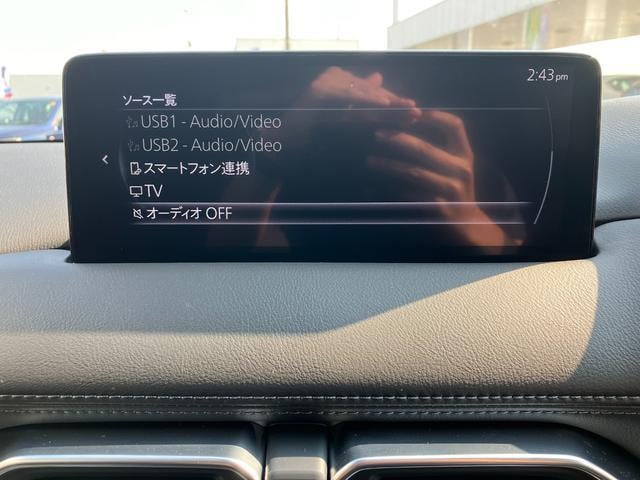 2:43 pm
ソース一覧
USB1 - Audio/Video
USB2 - Audio/Video
スマートフォン連携
TV
オーディオ OFF